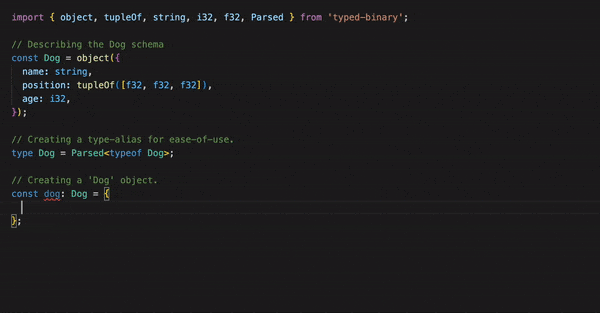 import { object, tupleOf, string, i32, f32, Parsed } from 'typed-binary';
// Describing the Dog schema
const Dog = object({
name: string,
position: tupleOf([f32, f32, f32]),
age: i32,
});
// Creating a type-alias for ease-of-use.
type Dog = Parsed<typeof Dog>;
// Creating a 'Dog' object.
const dog: Dog = {
};